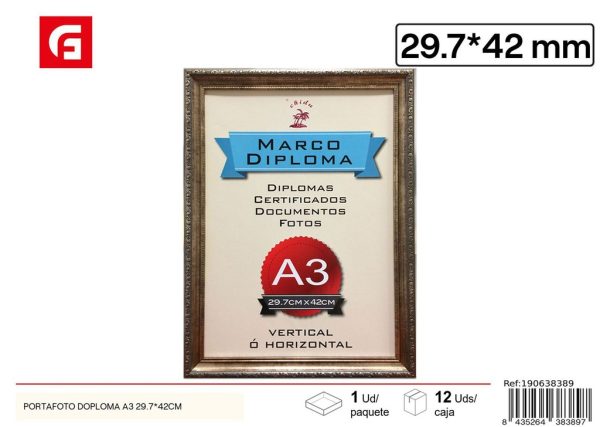 29.7*42 mm
chidu
MARCO
DIPLOMA
DIPLOMAS
CERTIFICADOS
DOCUMENTOS
FOTOS
A3
29.7CM x 42CM
VERTICAL
Ó HORIZONTAL
PORTAFOTO DOPLOMA A3 29.7*42CM
1 Ud/
paquete
12 Uds/
caja
Ref:190638389
8 435264 383897